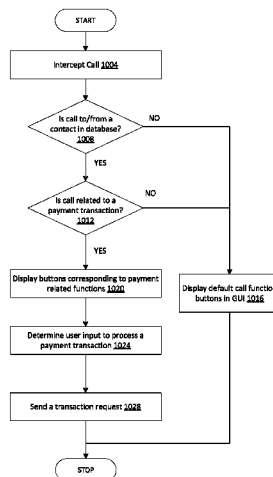 START
Intercept Call 1004
Is call to/from a
contact in database?
1008
NO
YES
Is call related to a
payment transaction?
1012
NO
YES
Display buttons corresponding to payment
related functions 1020
Display default call function
buttons in GUI 1016
Determine user input to process a
payment transaction 1024
Send a transaction request 1028
STOP